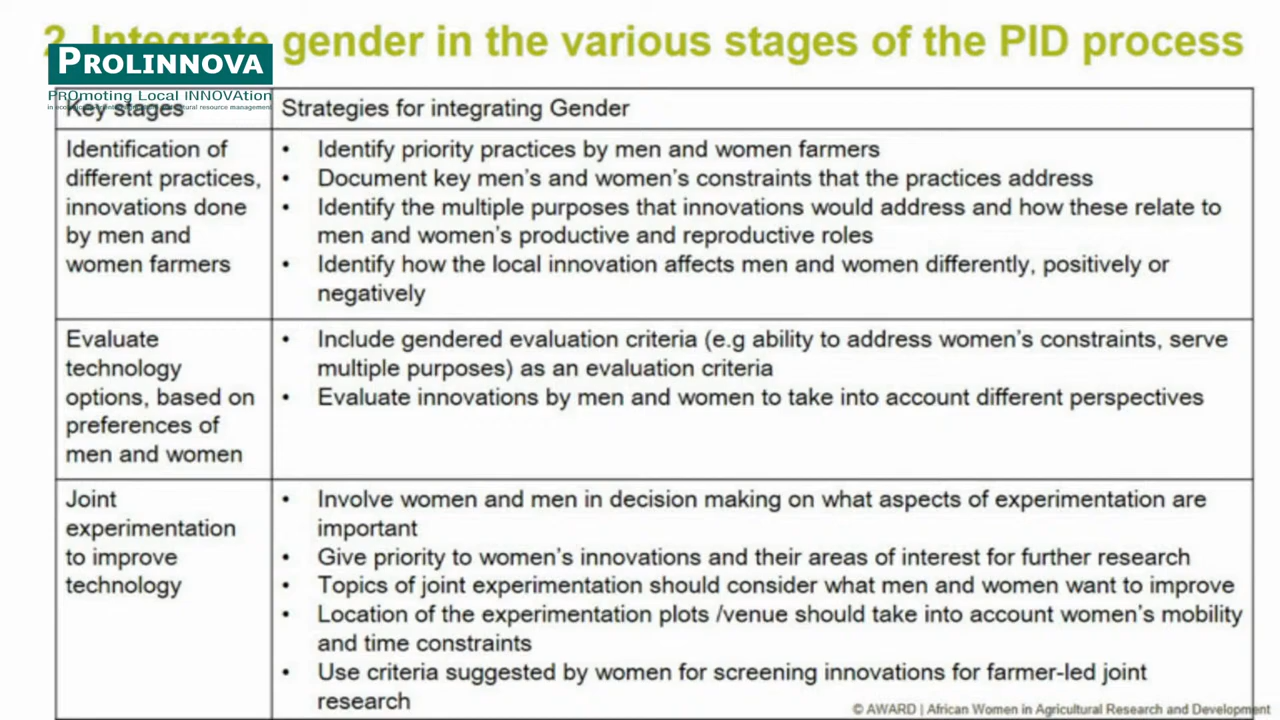 2. Integrate gender in the various stages of the PID process
PROLINNOVA
PROmoting Local INNOVAtion
Key stages
Strategies for integrating Gender
Identification of
different practices,
innovations done
by men and
women farmers
• Identify priority practices by men and women farmers
• Document key men's and women's constraints that the practices address
• Identify the multiple purposes that innovations would address and how these relate to
men and women's productive and reproductive roles
• Identify how the local innovation affects men and women differently, positively or
negatively
Evaluate
technology
options, based on
preferences of
men and women
• Include gendered evaluation criteria (e.g ability to address women's constraints, serve
multiple purposes) as an evaluation criteria
• Evaluate innovations by men and women to take into account different perspectives
Joint
experimentation
to improve
technology
• Involve women and men in decision making on what aspects of experimentation are
important
• Give priority to women's innovations and their areas of interest for further research
• Topics of joint experimentation should consider what men and women want to improve
• Location of the experimentation plots /venue should take into account women's mobility
and time constraints
• Use criteria suggested by women for screening innovations for farmer-led joint
research
© AWARD | African Women in Agricultural Research and Development